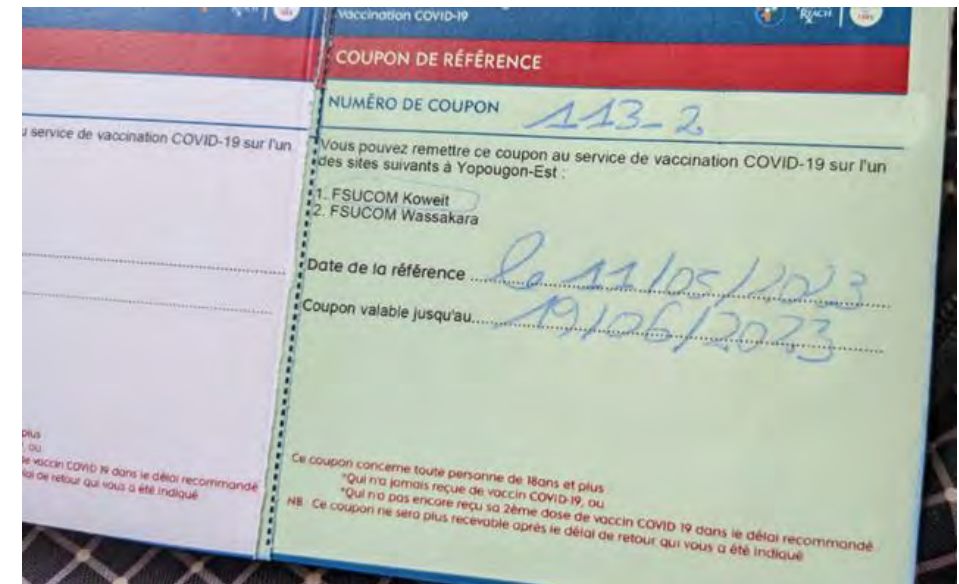 Vaccination COVID-19
REACH
COUPON DE RÉFÉRENCE
NUMÉRO DE COUPON 113-2
Vous pouvez remettre ce coupon au service de vaccination COVID-19 sur l'un
des sites suivants à Yopougon-Est :
1. FSUCOM Koweit
2. FSUCOM Wassakara
Date de la référence le 11/05/2023
Coupon valable jusqu'au 19/06/2023
Ce coupon concerne toute personne de 18ans et plus
*Qui n'a jamais reçue de vaccin COVID-19, ou
*Qui n'a pas encore reçu sa 2ème dose de vaccin COVID 19 dans le délai recommandé
NB : Ce coupon ne sera plus recevable après le délai de retour qui vous a été indiqué
service de vaccination COVID-19 sur l'un
plus
, ou
de vaccin COVID 19 dans le délai recommandé
délai de retour qui vous a été indiqué